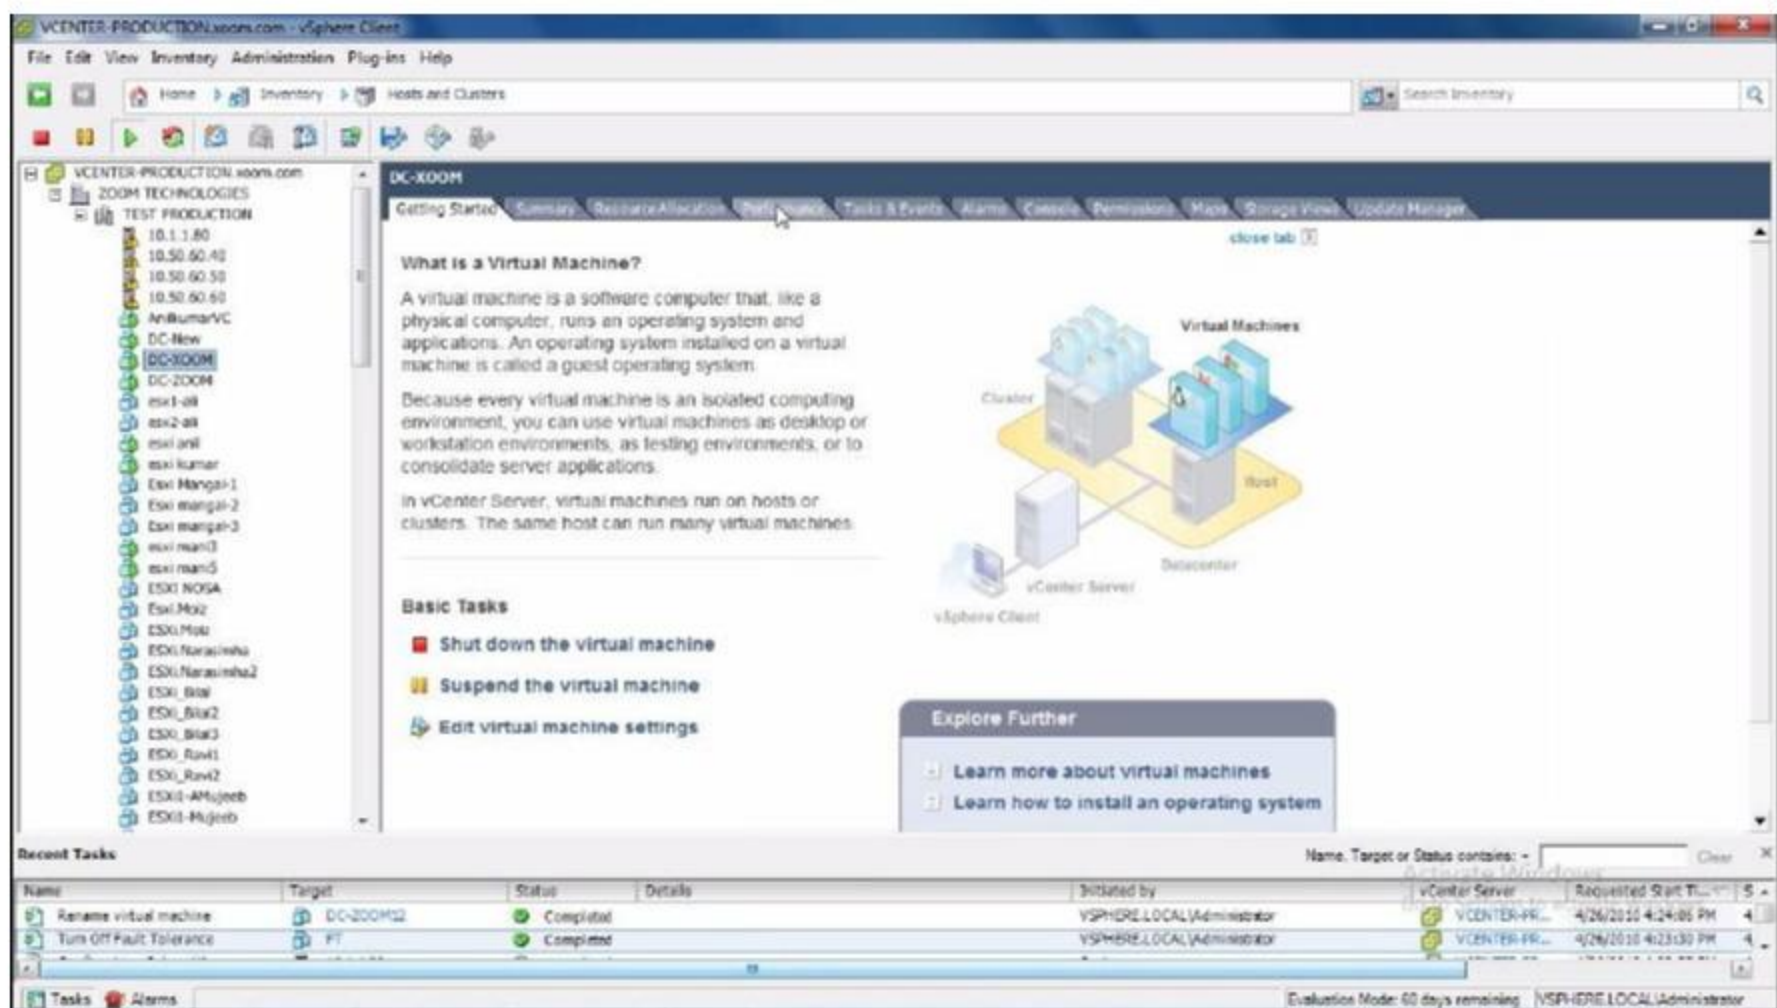 VCENTER-PRODUCTION.xoom.com - vSphere Client
File Edit View Inventory Administration Plug-ins Help
Home Inventory Hosts and Clusters
Search Inventory
VCENTER-PRODUCTION.xoom.com
ZOOM TECHNOLOGIES
TEST PRODUCTION
10.1.1.80
10.50.60.40
10.50.60.50
10.50.60.60
AnilkumarVC
DC-New
DC-XOOM
DC-ZOOM
esx1-ali
esx2-ali
esxi anil
esxi kumar
Esxi Mangai-1
Esxi mangai-2
Esxi mangai-3
esxi mani3
esxi mani5
ESXI NOSA
Esxi.Moiz
ESXi.Moiz
ESXi.Narasimha
ESXi.Narasimha2
ESXi_Bilal
ESXi_Bilal2
ESXi_Bilal3
ESXi_Ravi1
ESXi_Ravi2
ESXi1-AMujeeb
ESXi1-Mujeeb
DC-XOOM
Getting Started Summary Resource Allocation Performance Tasks & Events Alarms Console Permissions Maps Storage Views Update Manager
close tab
What is a Virtual Machine?
A virtual machine is a software computer that, like a
physical computer, runs an operating system and
applications. An operating system installed on a virtual
machine is called a guest operating system.
Because every virtual machine is an isolated computing
environment, you can use virtual machines as desktop or
workstation environments, as testing environments, or to
consolidate server applications.
In vCenter Server, virtual machines run on hosts or
clusters. The same host can run many virtual machines.
Basic Tasks
Shut down the virtual machine
Suspend the virtual machine
Edit virtual machine settings
Virtual Machines
Cluster
Host
Datacenter
vCenter Server
vSphere Client
Explore Further
Learn more about virtual machines
Learn how to install an operating system
Recent Tasks
Name, Target or Status contains:
Clear
Activate Windows
Name Target Status Details Initiated by vCenter Server Requested Start Ti... S
Rename virtual machine DC-ZOOM12 Completed VSPHERE.LOCAL\Administrator VCENTER-PR... 4/26/2016 4:24:06 PM 4
Turn Off Fault Tolerance FT Completed VSPHERE.LOCAL\Administrator VCENTER-PR... 4/26/2016 4:23:30 PM 4
Tasks Alarms
Evaluation Mode: 60 days remaining VSPHERE.LOCAL\Administrator